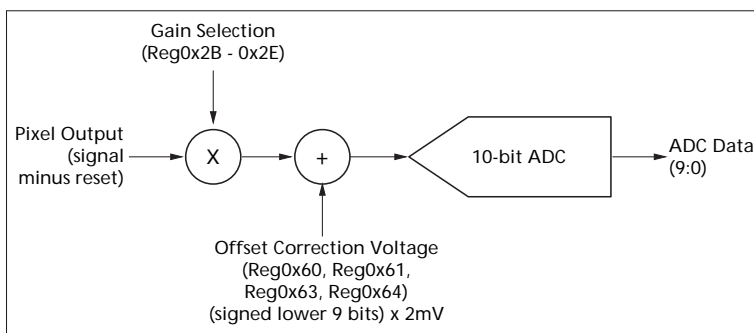 Gain Selection
(Reg0x2B - 0x2E)
Pixel Output
(signal
minus reset)
X
+
10-bit ADC
ADC Data
(9:0)
Offset Correction Voltage
(Reg0x60, Reg0x61,
Reg0x63, Reg0x64)
(signed lower 9 bits) x 2mV